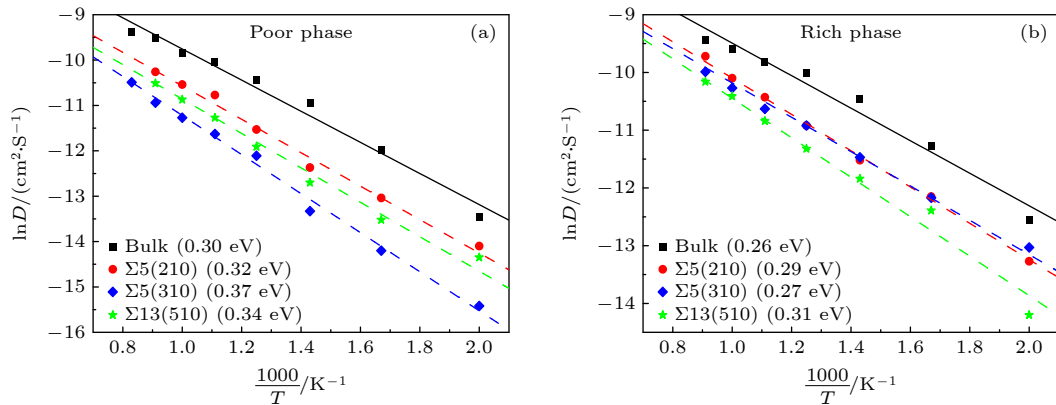 Poor phase
(a)
−9
−10
−11
−12
−13
−14
−15
−16
lnD/(cm²·S⁻¹)
Bulk (0.30 eV)
Σ5(210) (0.32 eV)
Σ5(310) (0.37 eV)
Σ13(510) (0.34 eV)
0.8 1.0 1.2 1.4 1.6 1.8 2.0
1000/T/K⁻¹
Rich phase
(b)
−9
−10
−11
−12
−13
−14
lnD/(cm²·S⁻¹)
Bulk (0.26 eV)
Σ5(210) (0.29 eV)
Σ5(310) (0.27 eV)
Σ13(510) (0.31 eV)
0.8 1.0 1.2 1.4 1.6 1.8 2.0
1000/T/K⁻¹